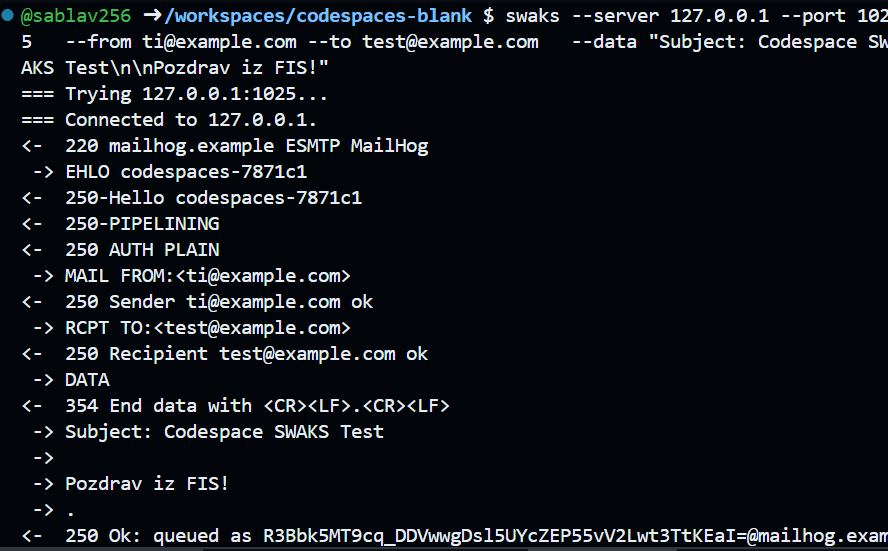 @sablav256 ➜/workspaces/codespaces-blank $ swaks --server 127.0.0.1 --port 102
5   --from ti@example.com --to test@example.com   --data "Subject: Codespace SW
AKS Test\n\nPozdrav iz FIS!"
=== Trying 127.0.0.1:1025...
=== Connected to 127.0.0.1.
<-  220 mailhog.example ESMTP MailHog
 -> EHLO codespaces-7871c1
<-  250-Hello codespaces-7871c1
<-  250-PIPELINING
<-  250 AUTH PLAIN
 -> MAIL FROM:<ti@example.com>
<-  250 Sender ti@example.com ok
 -> RCPT TO:<test@example.com>
<-  250 Recipient test@example.com ok
 -> DATA
<-  354 End data with <CR><LF>.<CR><LF>
 -> Subject: Codespace SWAKS Test
 ->
 -> Pozdrav iz FIS!
 -> .
<-  250 Ok: queued as R3Bbk5MT9cq_DDVwwgDsl5UYcZEP55vV2Lwt3TtKEaI=@mailhog.exam